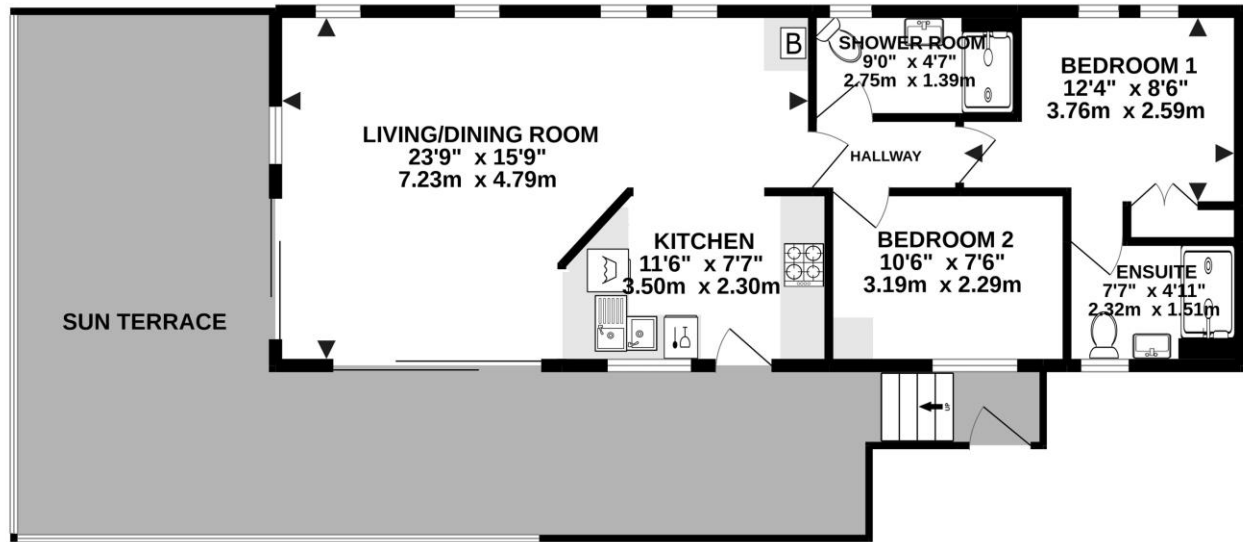 B
SHOWER ROOM
9'0" x 4'7"
2.75m x 1.39m
BEDROOM 1
12'4" x 8'6"
3.76m x 2.59m
LIVING/DINING ROOM
23'9" x 15'9"
7.23m x 4.79m
HALLWAY
KITCHEN
11'6" x 7'7"
3.50m x 2.30m
BEDROOM 2
10'6" x 7'6"
3.19m x 2.29m
ENSUITE
7'7" x 4'11"
2.32m x 1.51m
SUN TERRACE
UP